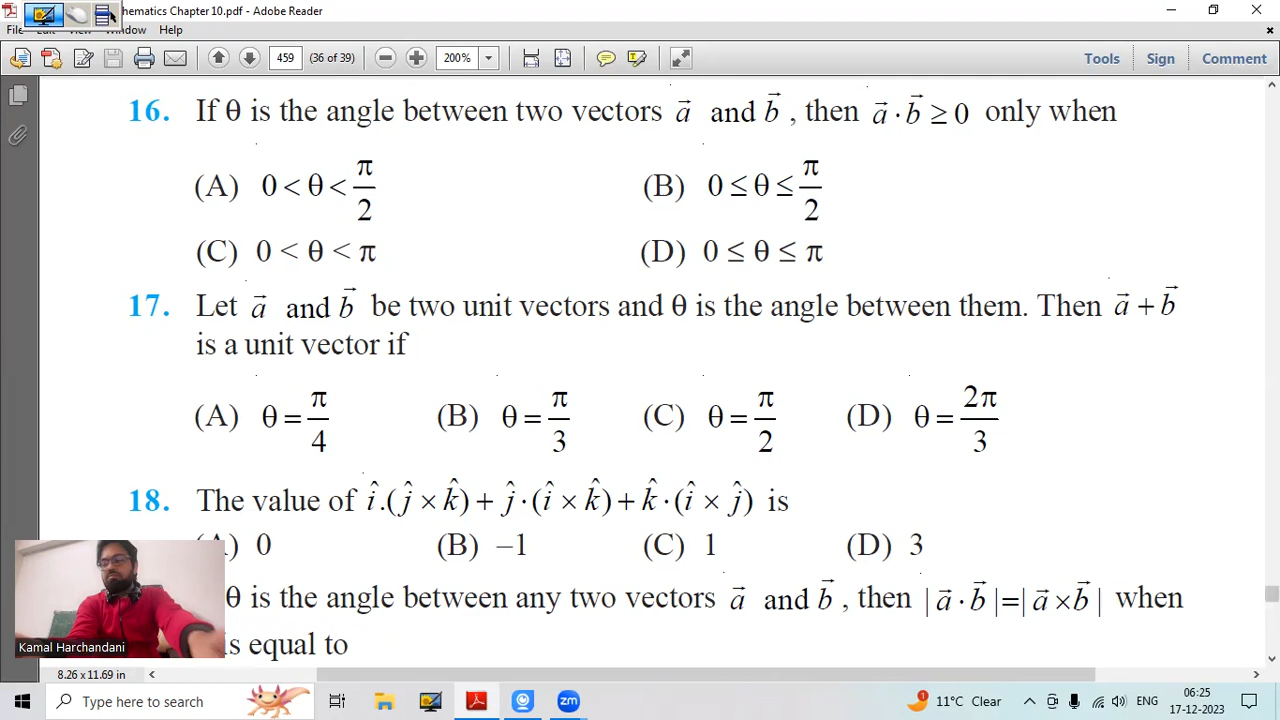 hematics Chapter 10.pdf - Adobe Reader
File Edit Window Help
459 (36 of 39) 200% Tools Sign Comment
16. If θ is the angle between two vectors a⃗ and b⃗ , then a⃗ · b⃗ ≥ 0 only when
(A) 0 < θ < π/2 (B) 0 ≤ θ ≤ π/2
(C) 0 < θ < π (D) 0 ≤ θ ≤ π
17. Let a⃗ and b⃗ be two unit vectors and θ is the angle between them. Then a⃗ + b⃗
is a unit vector if
(A) θ = π/4 (B) θ = π/3 (C) θ = π/2 (D) θ = 2π/3
18. The value of î.(ĵ × k̂) + ĵ · (î × k̂) + k̂ · (î × ĵ) is
(A) 0 (B) –1 (C) 1 (D) 3
θ is the angle between any two vectors a⃗ and b⃗ , then | a⃗ · b⃗ |=| a⃗ × b⃗ | when
is equal to
Kamal Harchandani
8.26 x 11.69 in
Type here to search zm 1 11°C Clear ENG 06:25
17-12-2023